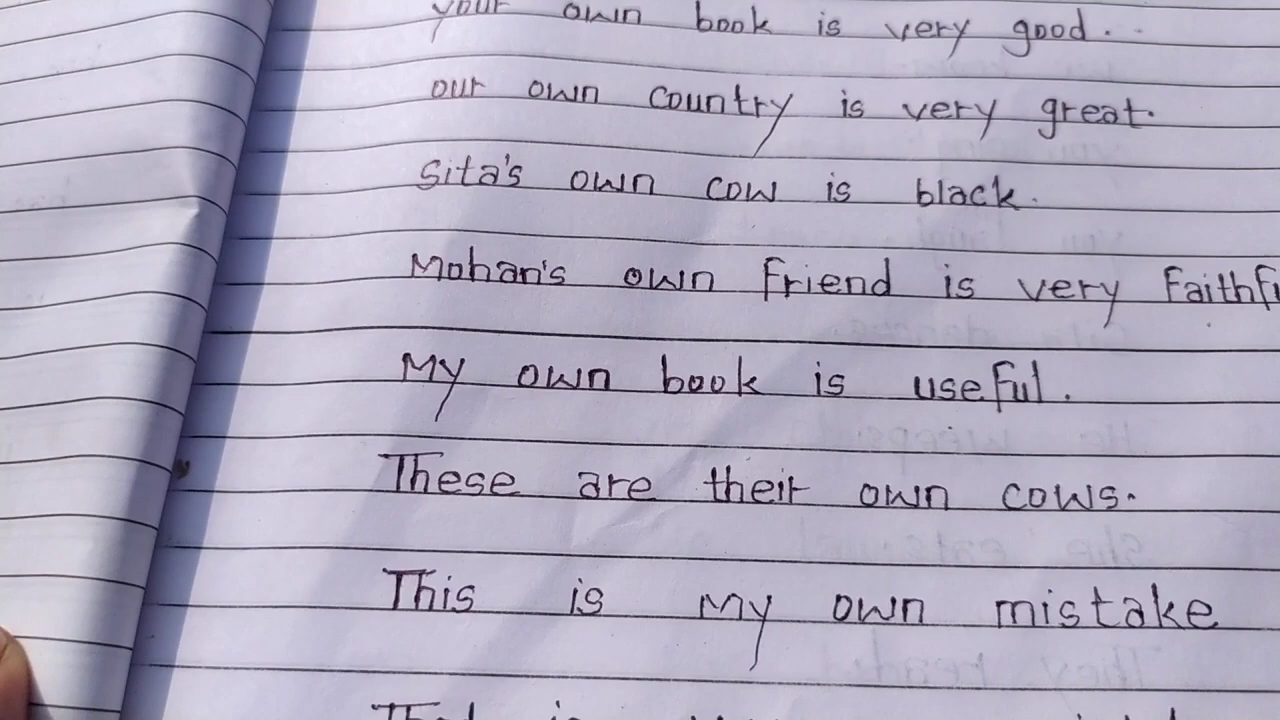 your own book is very good.
our own country is very great.
Sita's own cow is black.
Mohan's own friend is very
My own book is useful.
These are their own cows.
This is my own mistake